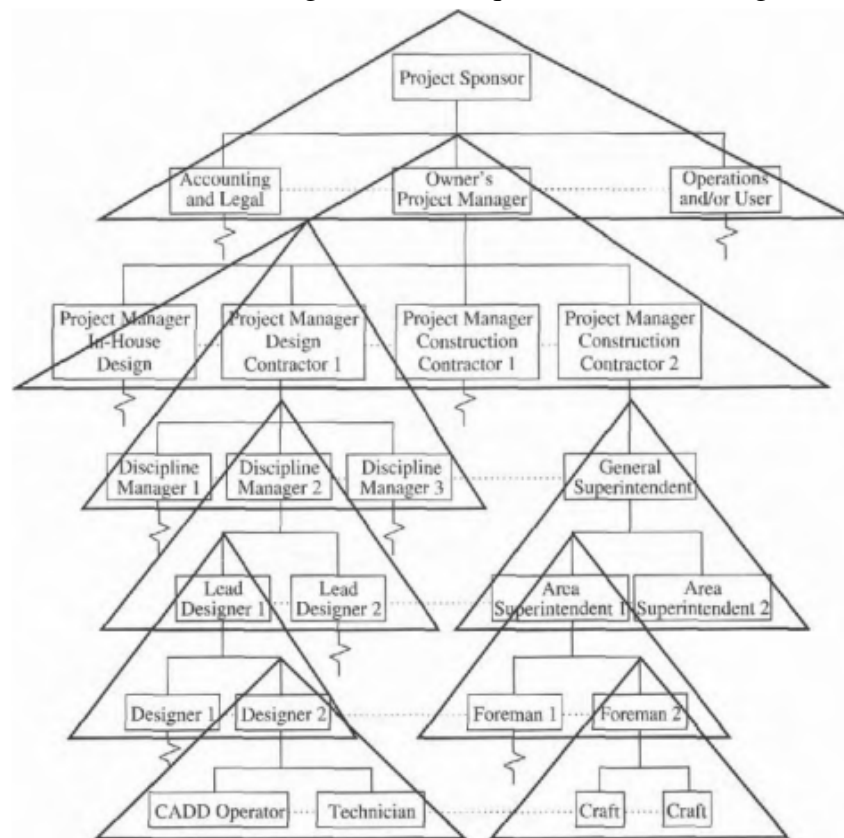 Project Sponsor
Accounting
and Legal
Owner's
Project Manager
Operations
and/or User
Project Manager
In-House
Design
Project Manager
Design
Contractor 1
Project Manager
Construction
Contractor 1
Project Manager
Construction
Contractor 2
Discipline
Manager 1
Discipline
Manager 2
Discipline
Manager 3
General
Superintendent
Lead
Designer 1
Lead
Designer 2
Area
Superintendent 1
Area
Superintendent 2
Designer 1
Designer 2
Foreman 1
Foreman 2
CADD Operator
Technician
Craft
Craft